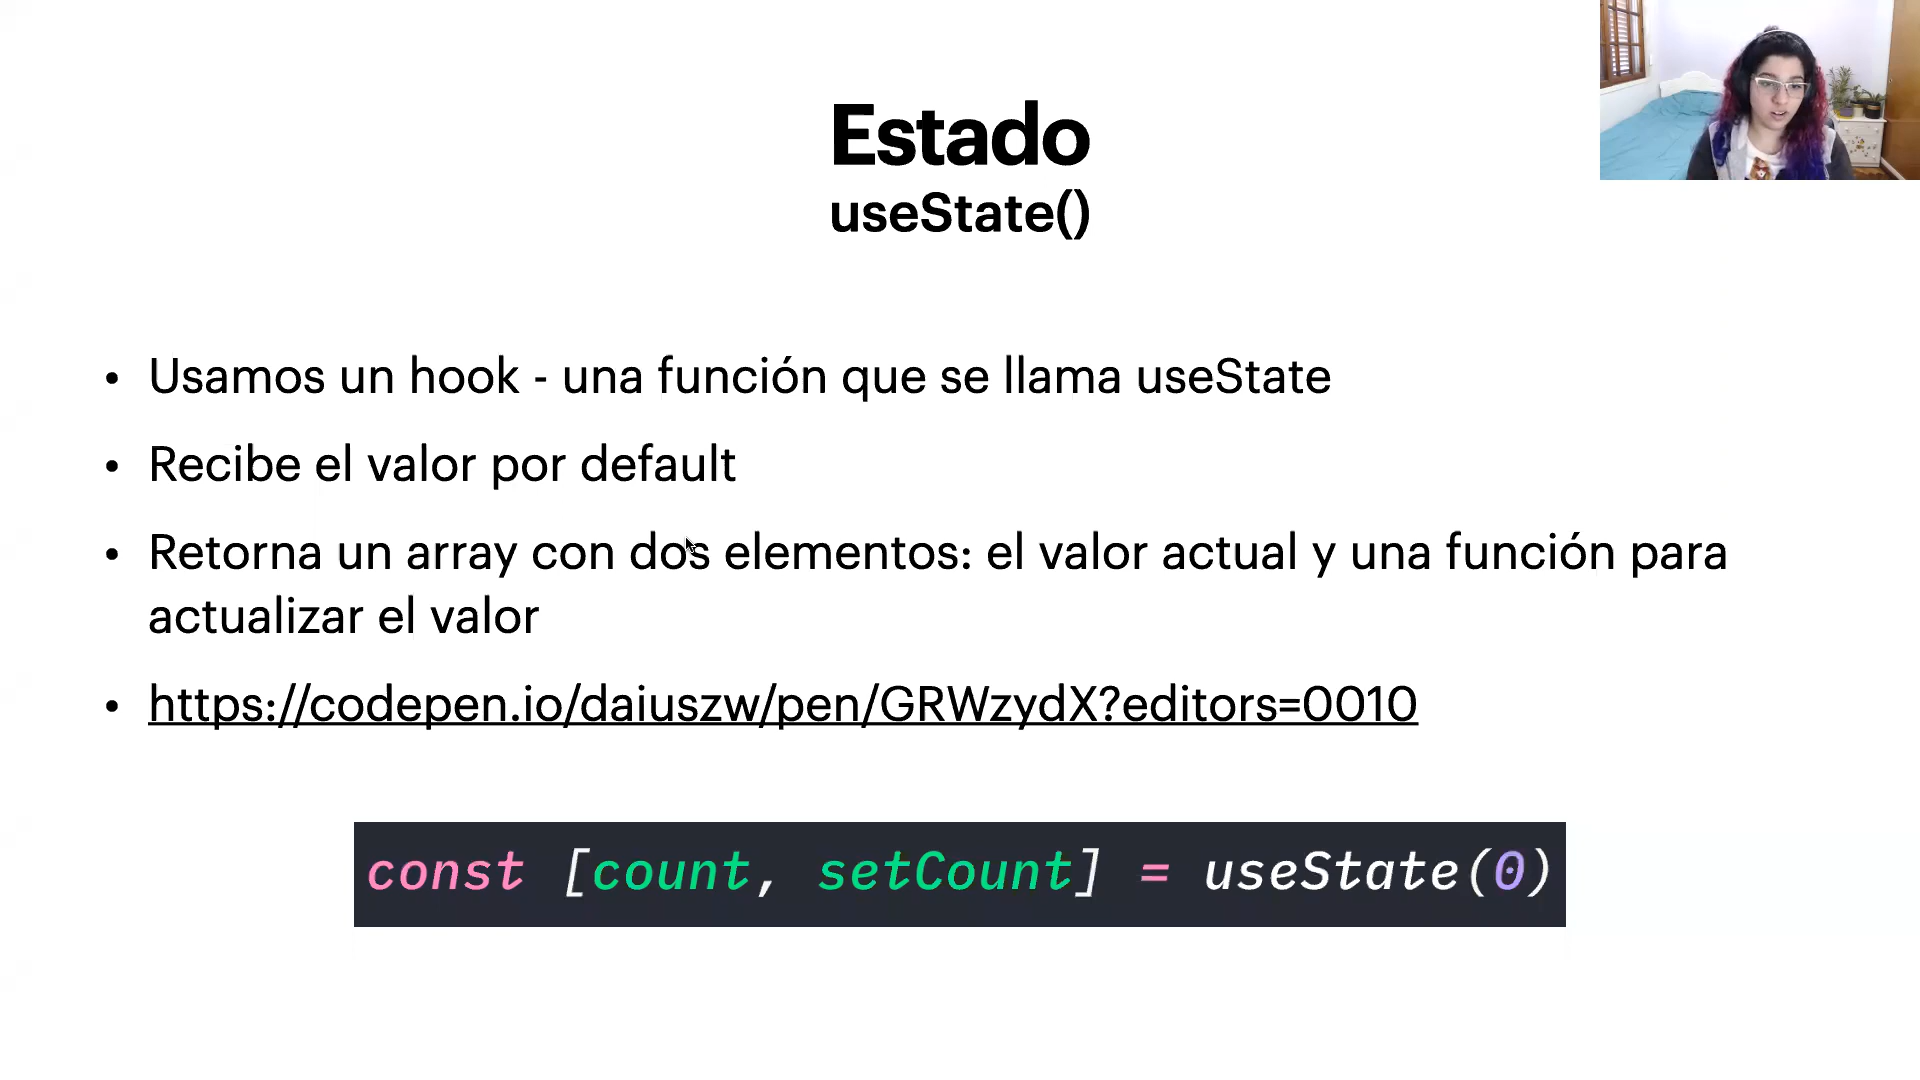 Estado
useState()
• Usamos un hook - una función que se llama useState
• Recibe el valor por default
• Retorna un array con dos elementos: el valor actual y una función para
actualizar el valor
• https://codepen.io/daiuszw/pen/GRWzydX?editors=0010
const [count, setCount] = useState(0)